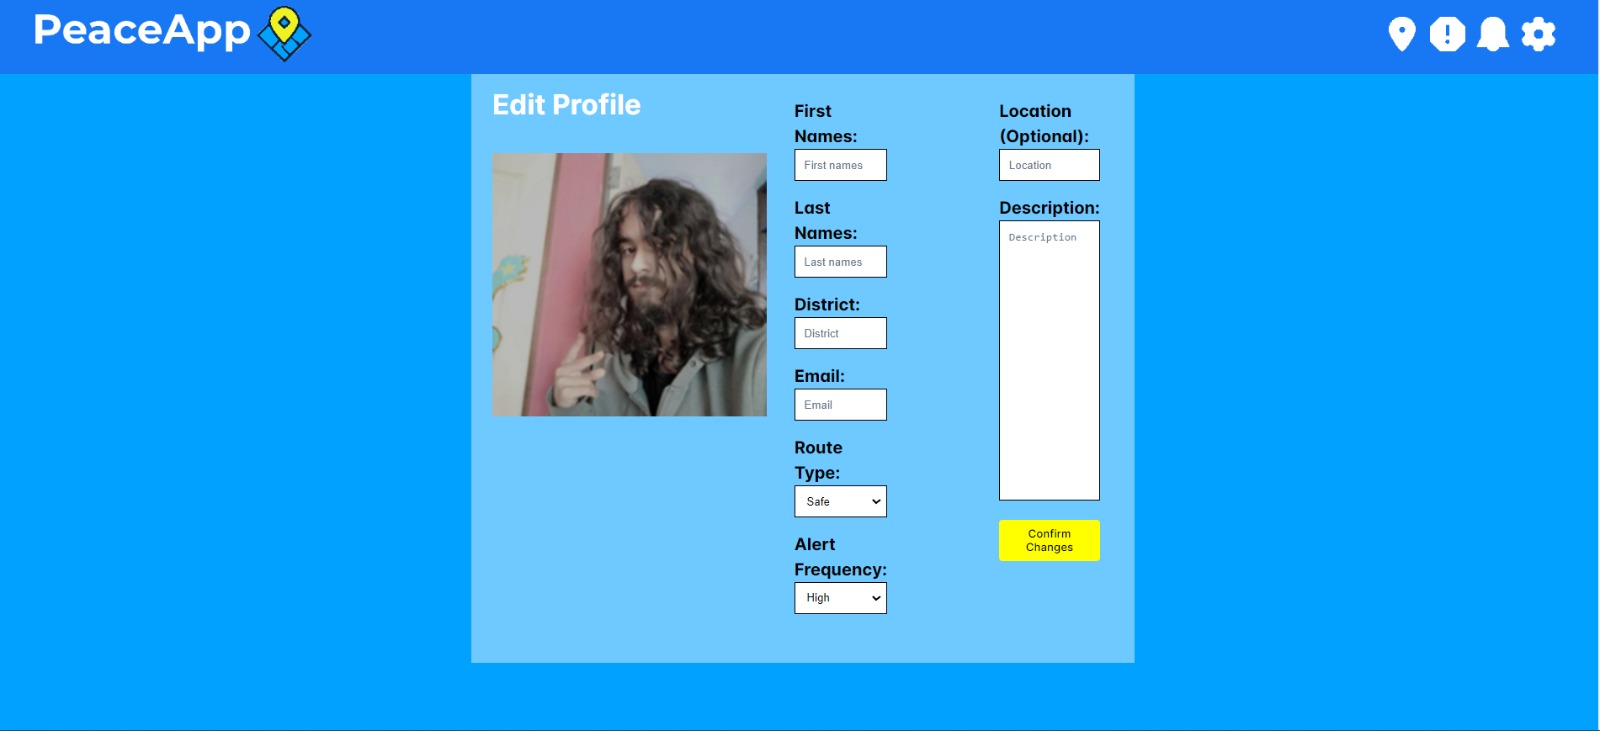 PeaceApp
Edit Profile
First
Names:
First names
Last
Names:
Last names
District:
District
Email:
Email
Route
Type:
Safe
Alert
Frequency:
High
Location
(Optional):
Location
Description:
Description
Confirm
Changes